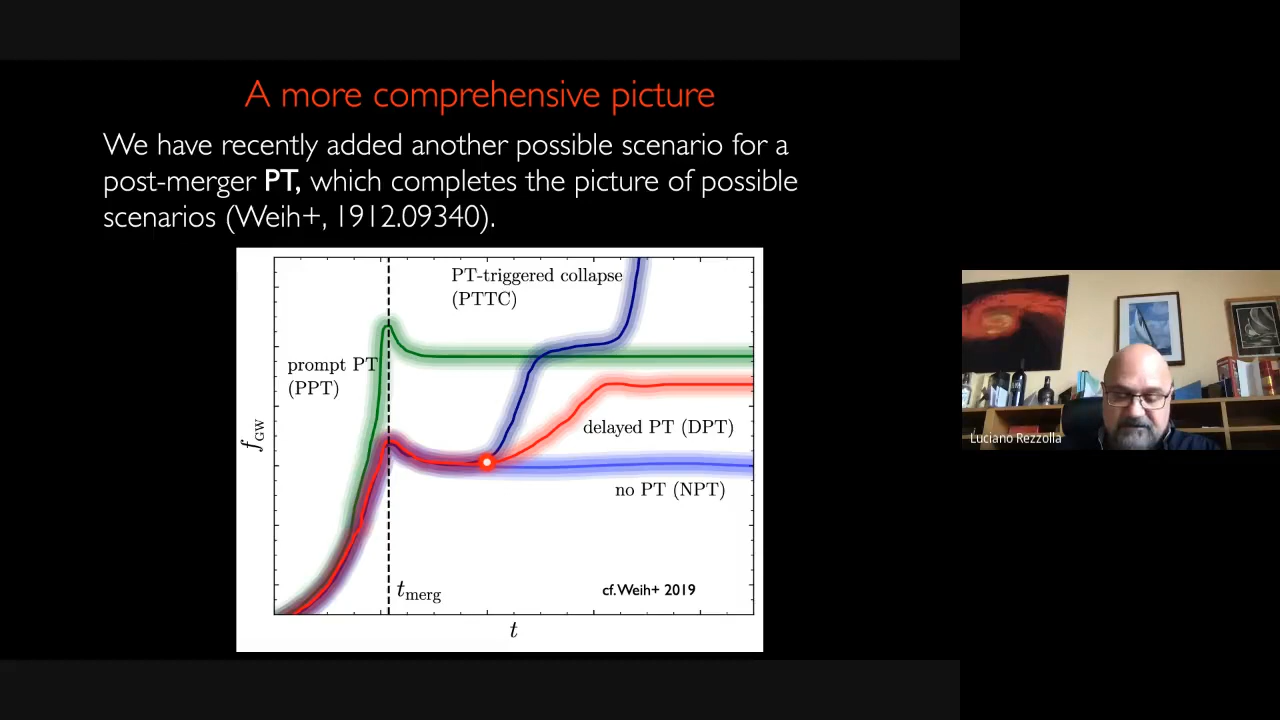 A more comprehensive picture
We have recently added another possible scenario for a
post-merger PT, which completes the picture of possible
scenarios (Weih+, 1912.09340).
PT-triggered collapse
(PTTC)
prompt PT
(PPT)
f_GW
delayed PT (DPT)
no PT (NPT)
t_merg
cf. Weih+ 2019
t
Luciano Rezzolla